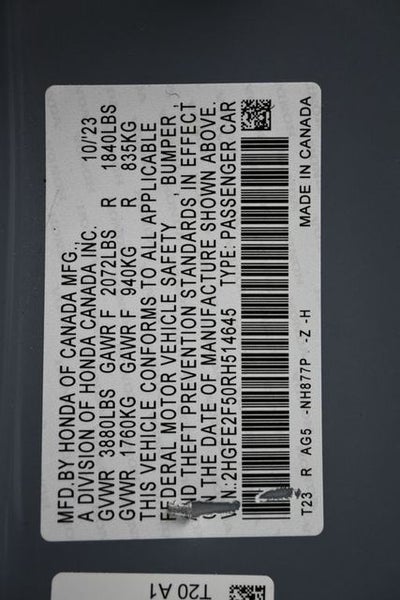 MFD.BY HONDA OF CANADA MFG.,
A DIVISION OF HONDA CANADA INC. 10/'23
GVWR 3880LBS GAWR F 2072LBS R 1840LBS
GVWR 1760KG GAWR F 940KG R 835KG
THIS VEHICLE CONFORMS TO ALL APPLICABLE
FEDERAL MOTOR VEHICLE SAFETY , BUMPER ,
AND THEFT PREVENTION STANDARDS IN EFFECT
ON THE DATE OF MANUFACTURE SHOWN ABOVE.
V.I.N.:2HGFE2F50RH514645 TYPE: PASSENGER CAR
T23 R AG5 -NH877P -Z -H MADE IN CANADA
T20 A1